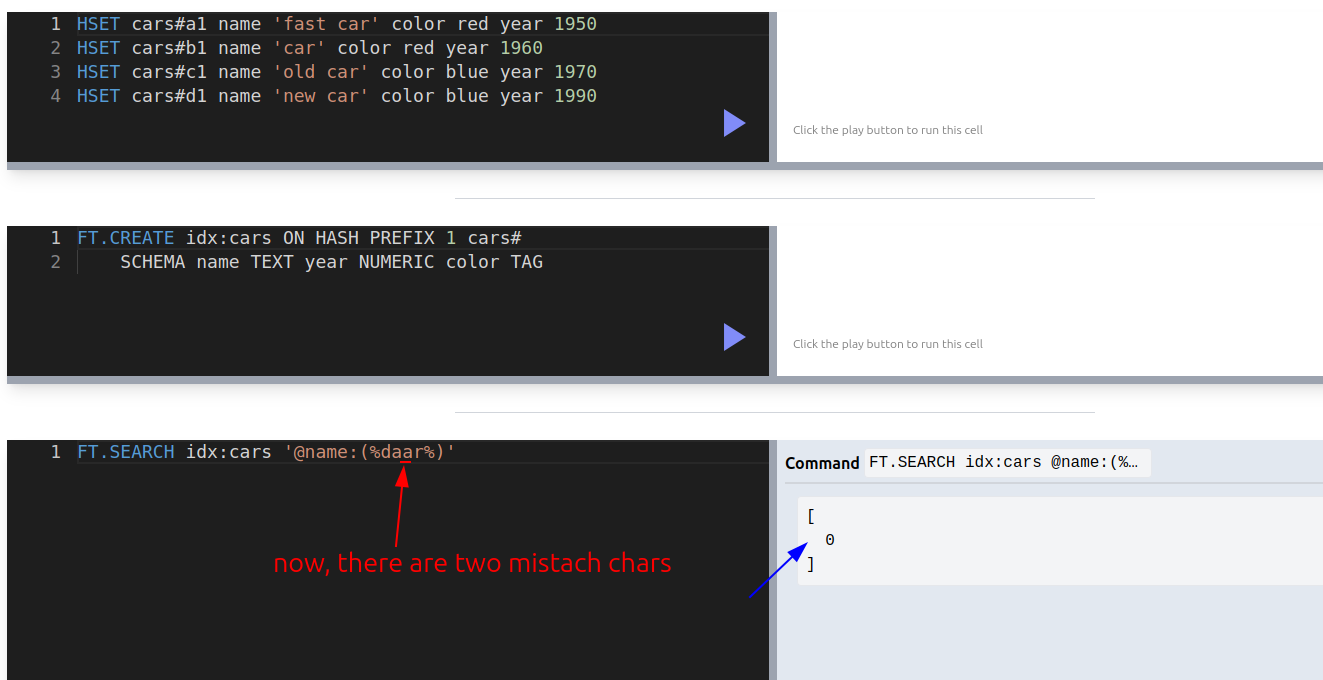 1 HSET cars#a1 name 'fast car' color red year 1950
2 HSET cars#b1 name 'car' color red year 1960
3 HSET cars#c1 name 'old car' color blue year 1970
4 HSET cars#d1 name 'new car' color blue year 1990
Click the play button to run this cell
1 FT.CREATE idx:cars ON HASH PREFIX 1 cars#
2 SCHEMA name TEXT year NUMERIC color TAG
Click the play button to run this cell
1 FT.SEARCH idx:cars '@name:(%daar%)'
now, there are two mistach chars
Command FT.SEARCH idx:cars @name:(%…
[
0
]